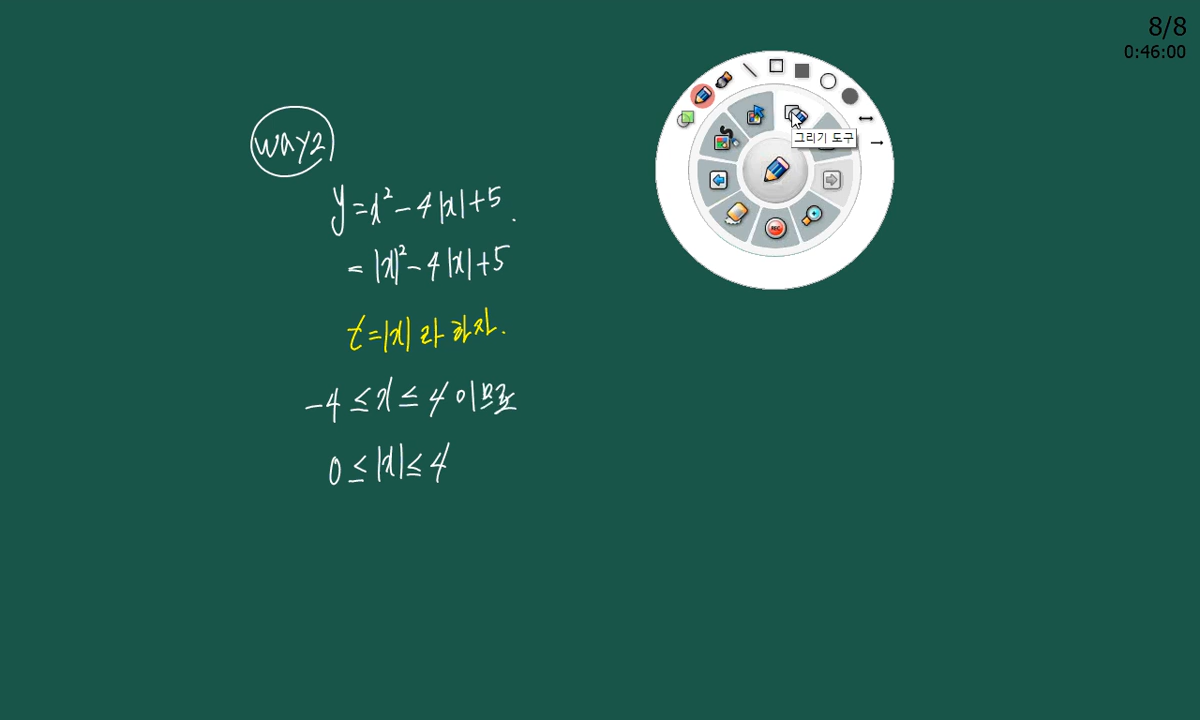 8/8
0:46:00
way2
y=x²-4|x|+5.
=|x|²-4|x|+5
t=|x|라 하자.
-4≤x≤4이므로
0≤|x|≤4
그리기 도구
REC